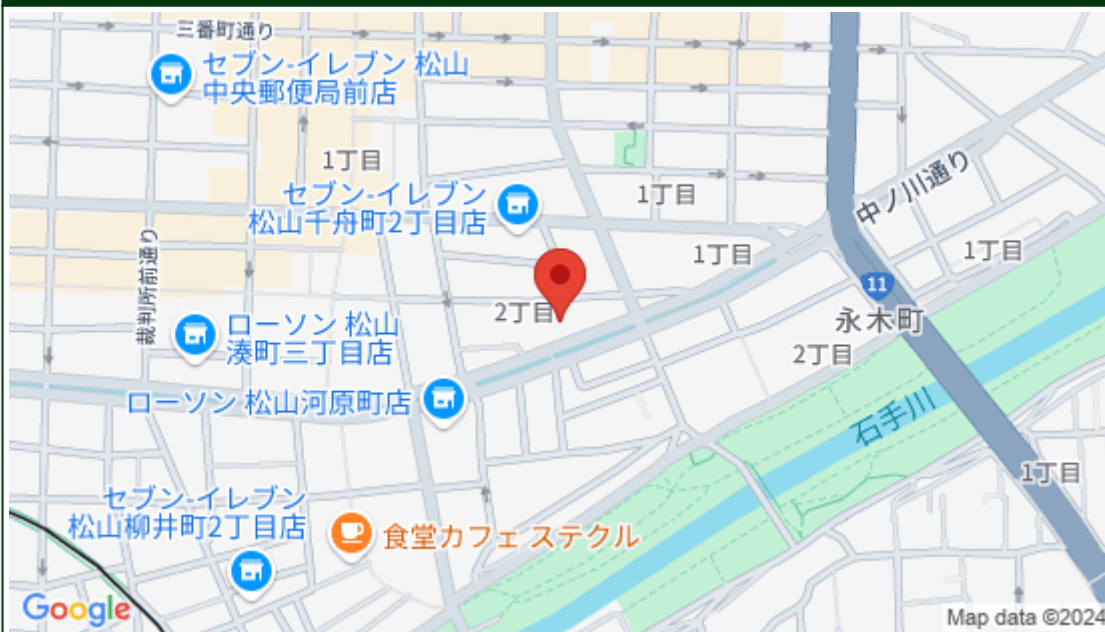 三番町通り
セブン-イレブン 松山
中央郵便局前店
1丁目
セブン-イレブン
松山千舟町2丁目店
1丁目
中ノ川通り
1丁目
1丁目
裁判所前通り
2丁目
11
永木町
ローソン 松山
湊町三丁目店
2丁目
ローソン 松山河原町店
石手川
1丁目
セブン-イレブン
松山柳井町2丁目店
食堂カフェ ステクル
Google
Map data ©2024